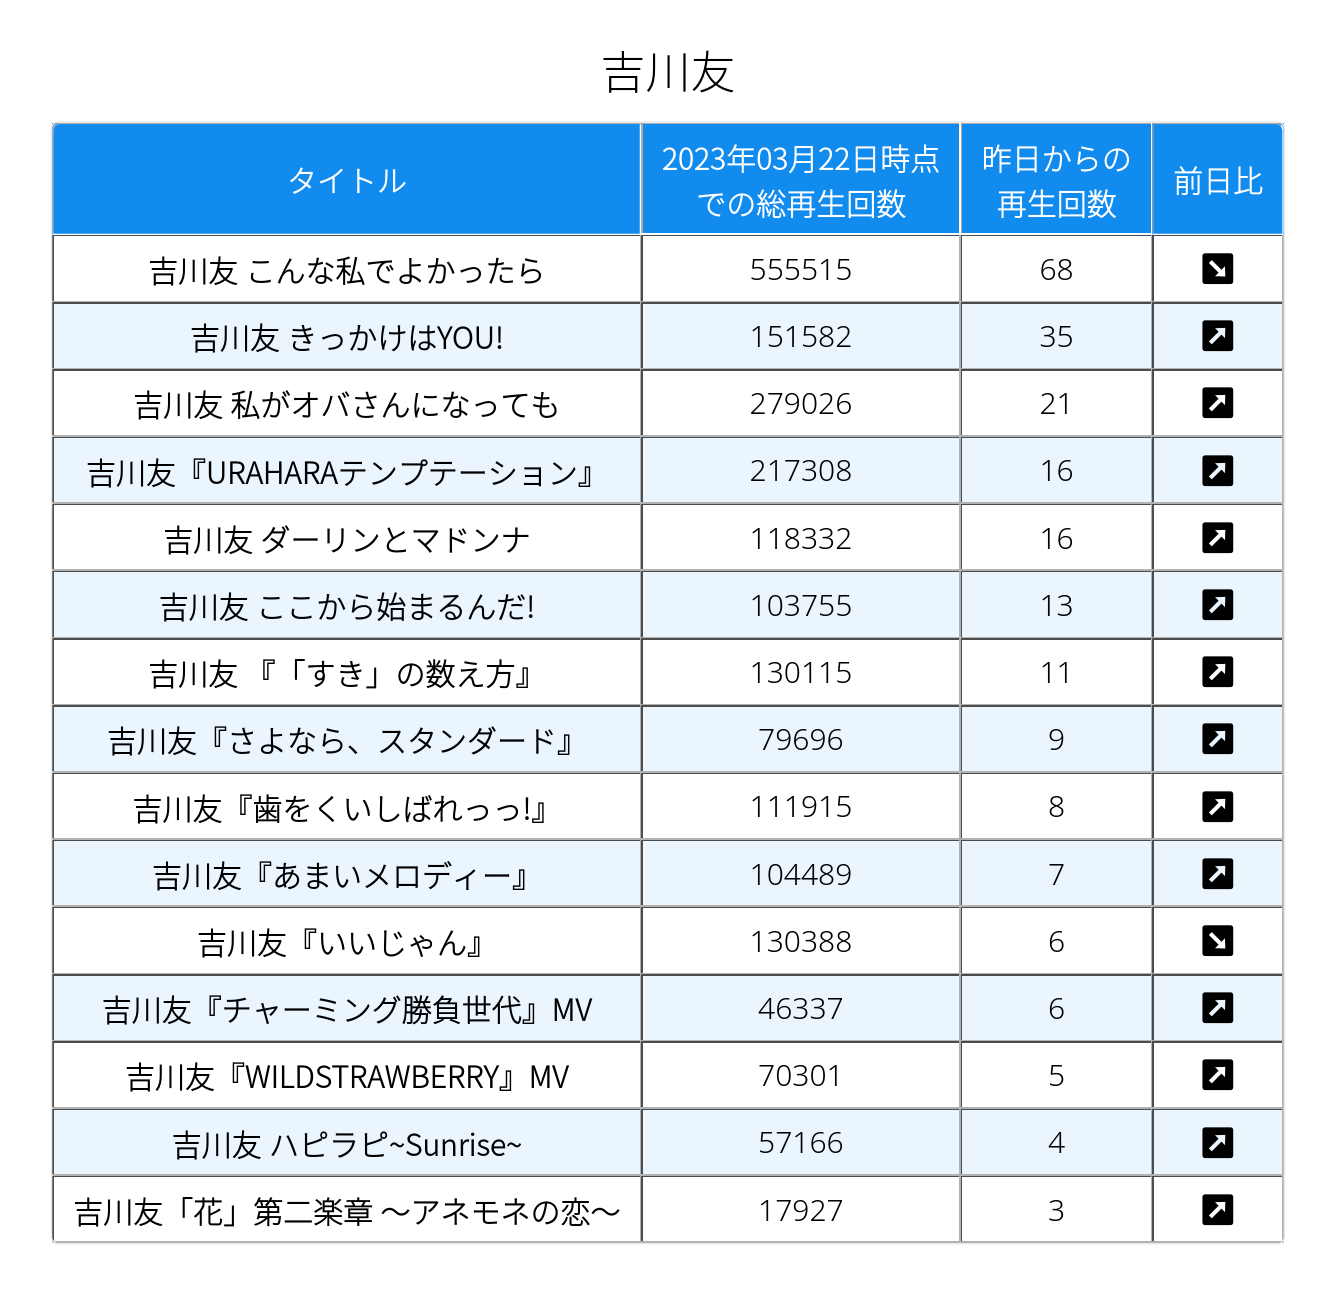 吉川友
タイトル
2023年03月22日時点
での総再生回数
昨日からの
再生回数
前日比
吉川友 こんな私でよかったら 555515 68
吉川友 きっかけはYOU! 151582 35
吉川友 私がオバさんになっても 279026 21
吉川友『URAHARAテンプテーション』 217308 16
吉川友 ダーリンとマドンナ 118332 16
吉川友 ここから始まるんだ! 103755 13
吉川友 『「すき」の数え方』 130115 11
吉川友『さよなら、スタンダード』 79696 9
吉川友『歯をくいしばれっっ!』 111915 8
吉川友『あまいメロディー』 104489 7
吉川友『いいじゃん』 130388 6
吉川友『チャーミング勝負世代』MV 46337 6
吉川友『WILDSTRAWBERRY』MV 70301 5
吉川友 ハピラピ~Sunrise~ 57166 4
吉川友「花」第二楽章 〜アネモネの恋〜 17927 3